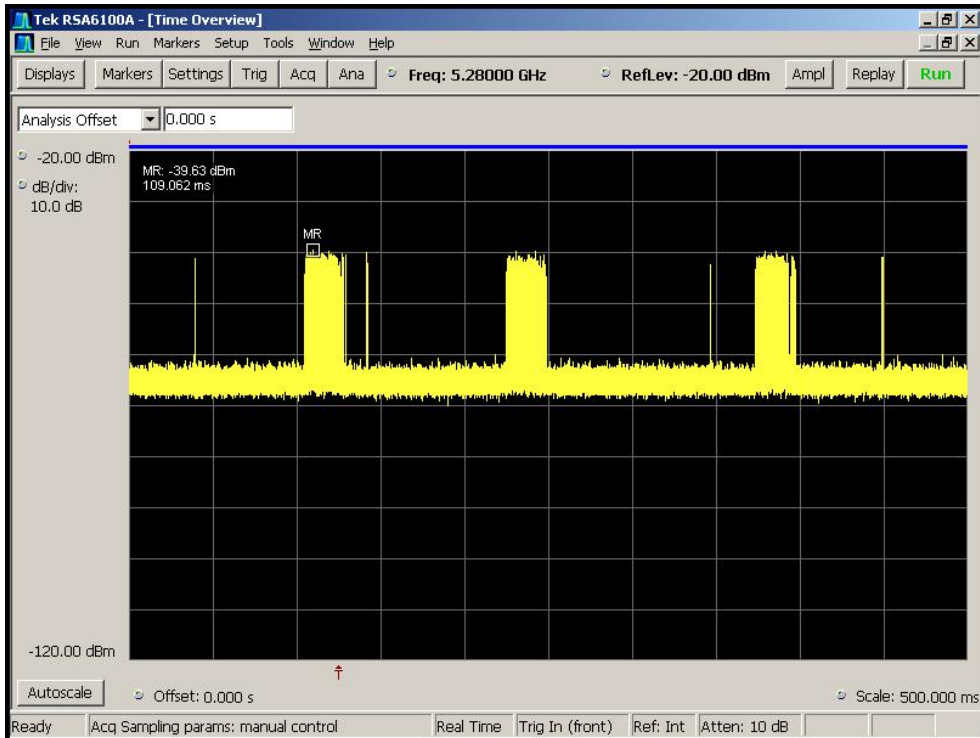 Tek RSA6100A - [Time Overview]
File View Run Markers Setup Tools Window Help
Displays Markers Settings Trig Acq Ana Freq: 5.28000 GHz RefLev: -20.00 dBm Ampl Replay Run
Analysis Offset 0.000 s
-20.00 dBm
dB/div:
10.0 dB
MR: -39.63 dBm
109.062 ms
MR
-120.00 dBm
Autoscale Offset: 0.000 s Scale: 500.000 ms
Ready Acq Sampling params: manual control Real Time Trig In (front) Ref: Int Atten: 10 dB